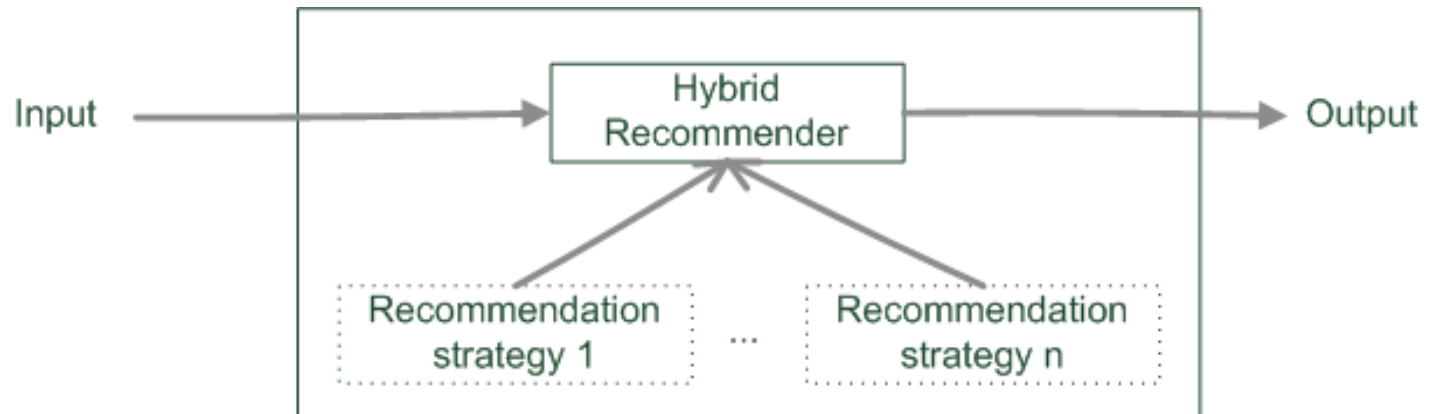 Hybrid
Recommender
Input
Output
Recommendation
strategy 1
...
Recommendation
strategy n